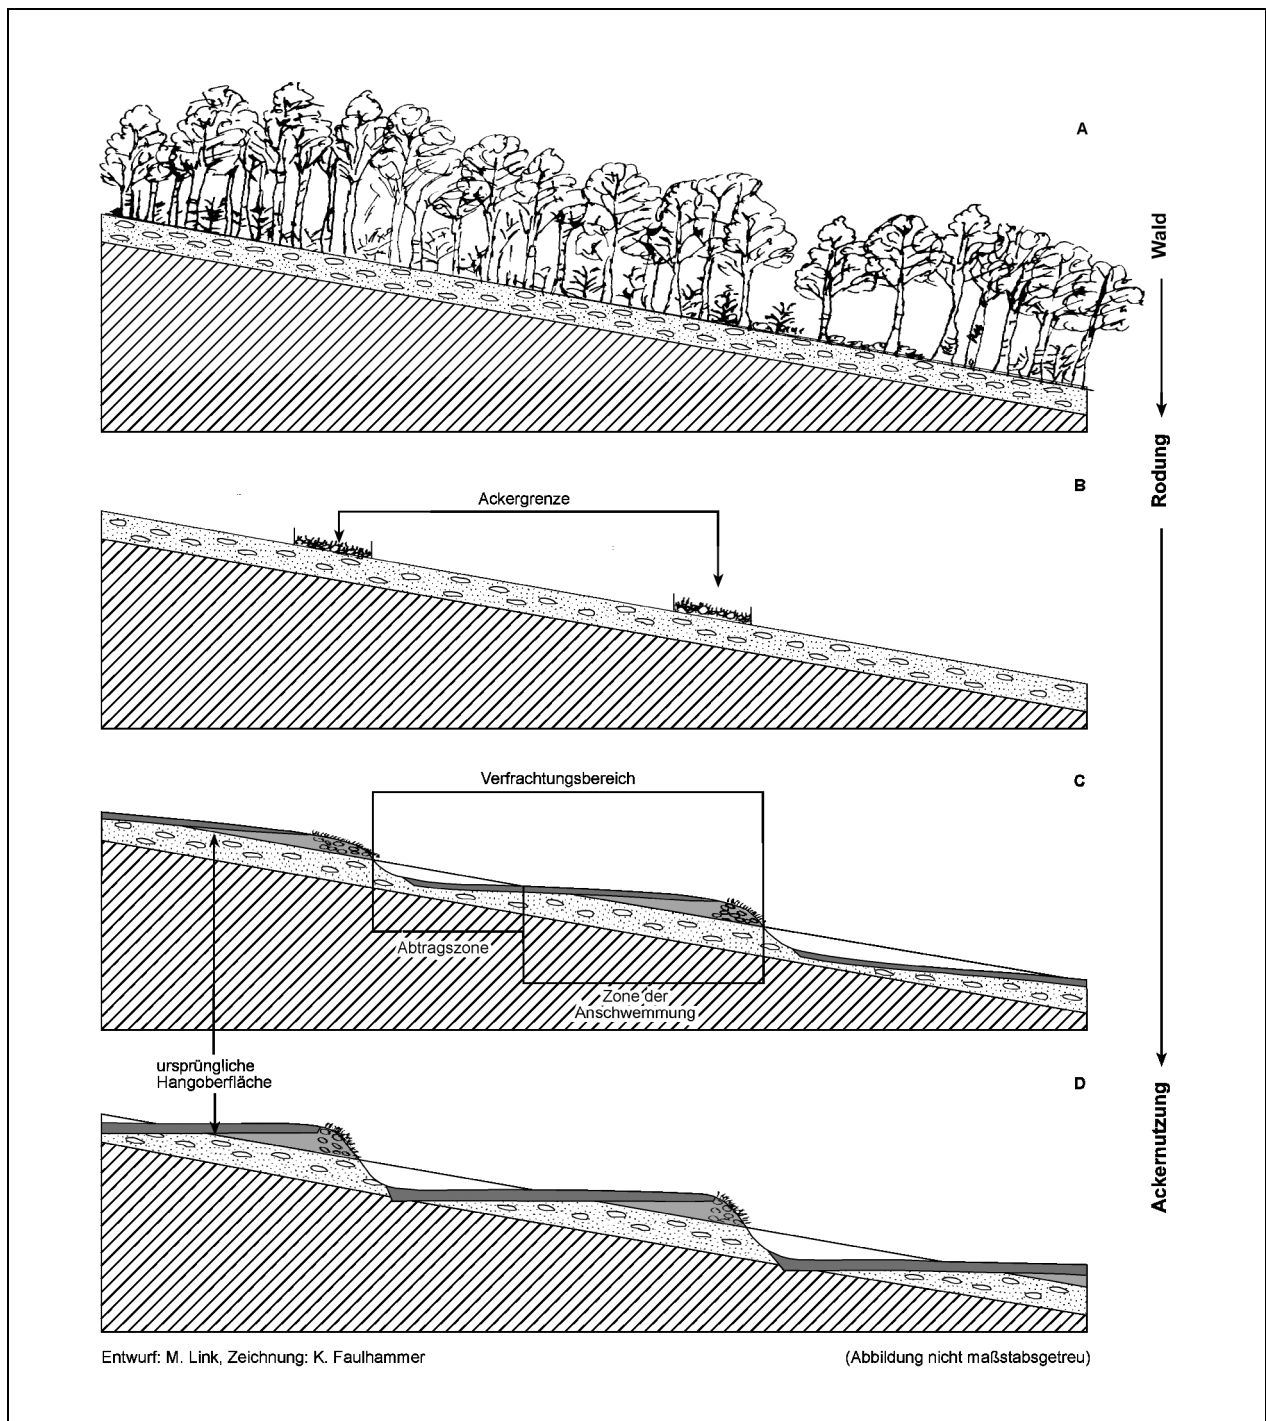 A
Wald
Rodung
B
Ackergrenze
C
Verfrachtungsbereich
Abtragszone
Zone der
Anschwemmung
ursprüngliche
Hangoberfläche
D
Ackernutzung
Entwurf: M. Link, Zeichnung: K. Faulhammer
(Abbildung nicht maßstabsgetreu)